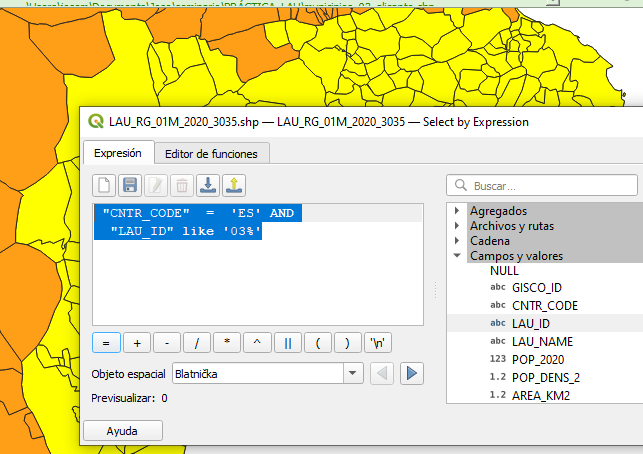 LAU_RG_01M_2020_3035.shp — LAU_RG_01M_2020_3035 — Select by Expression
Expresión
Editor de funciones
"CNTR_CODE" = 'ES' AND
"LAU_ID" like '03%'
= + - / * ^ || ( ) '\n'
Objeto espacial Blatnička
Previsualizar: 0
Ayuda
Buscar...
Agregados
Archivos y rutas
Cadena
Campos y valores
NULL
abc GISCO_ID
abc CNTR_CODE
abc LAU_ID
abc LAU_NAME
123 POP_2020
1.2 POP_DENS_2
1.2 AREA_KM2